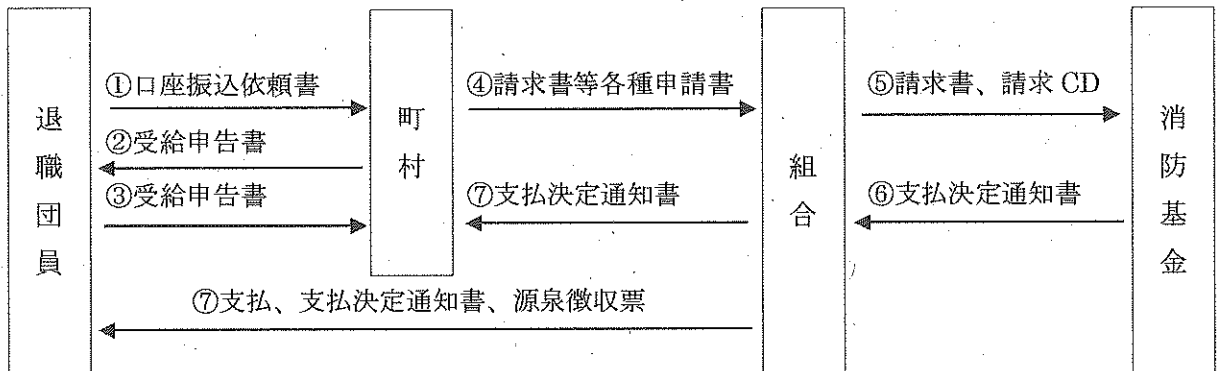 退職団員
町村
組合
消防基金
①口座振込依頼書
④請求書等各種申請書
⑤請求書、請求 CD
②受給申告書
③受給申告書
⑦支払決定通知書
⑥支払決定通知書
⑦支払、支払決定通知書、源泉徴収票